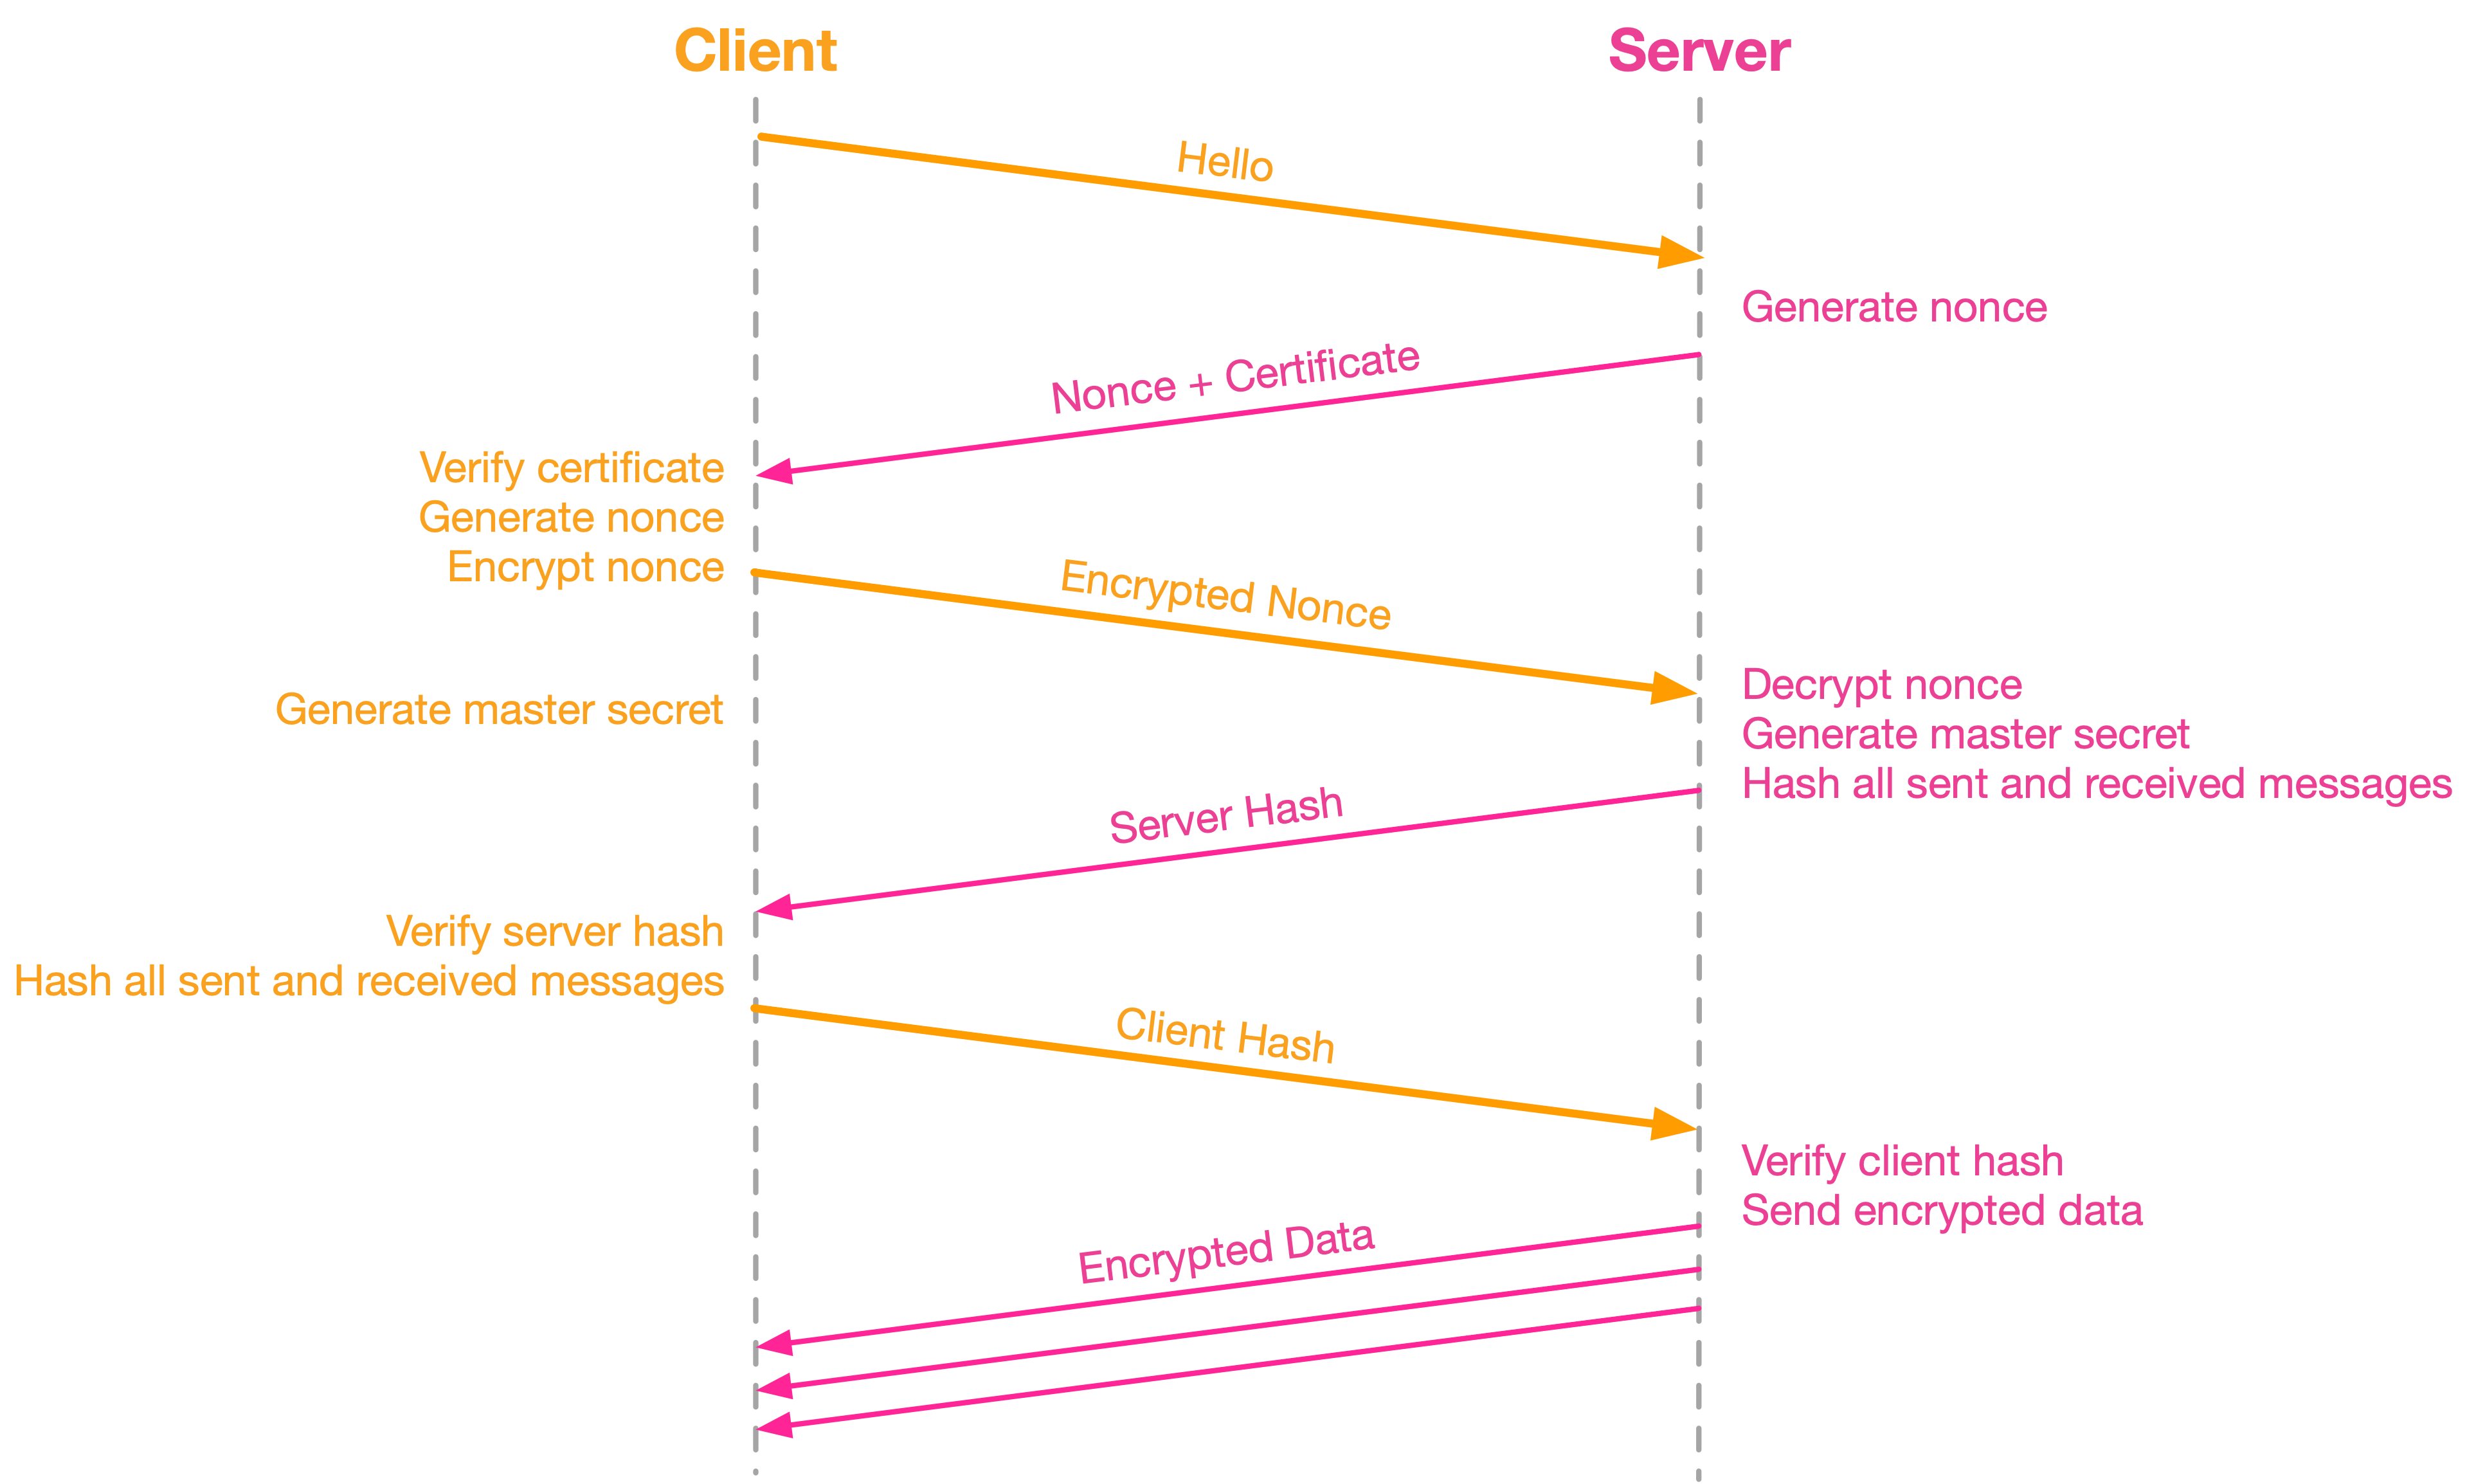 Client
Server
Hello
Generate nonce
Nonce + Certificate
Verify certificate
Generate nonce
Encrypt nonce
Encrypted Nonce
Generate master secret
Decrypt nonce
Generate master secret
Hash all sent and received messages
Server Hash
Verify server hash
Hash all sent and received messages
Client Hash
Verify client hash
Send encrypted data
Encrypted Data